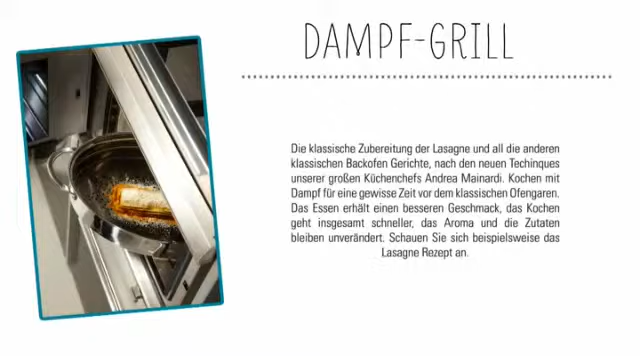 DAMPF-GRILL
Die klassische Zubereitung der Lasagne und all die anderen
klassischen Backofen Gerichte, nach den neuen Techinques
unserer großen Küchenchefs Andrea Mainardi. Kochen mit
Dampf für eine gewisse Zeit vor dem klassischen Ofengaren.
Das Essen erhält einen besseren Geschmack, das Kochen
geht insgesamt schneller, das Aroma und die Zutaten
bleiben unverändert. Schauen Sie sich beispielsweise das
Lasagne Rezept an.